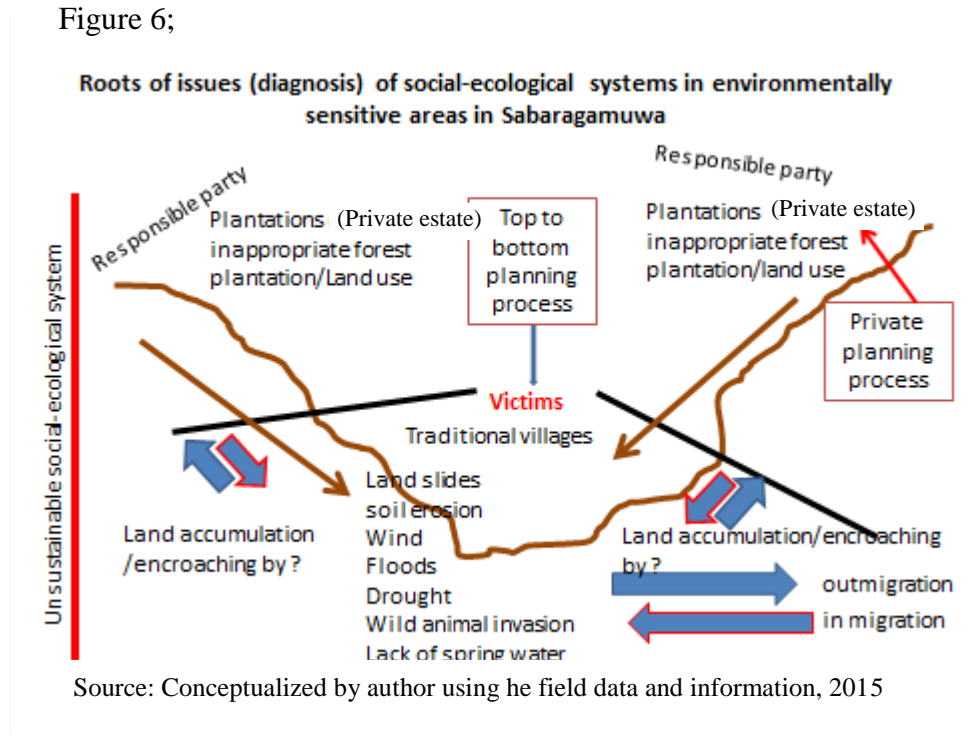 Figure 6;
Roots of issues (diagnosis) of social-ecological systems in environmentally
sensitive areas in Sabaragamuwa
Responsible party
Plantations (Private estate)
inappropriate forest
plantation/Land use
Top to
bottom
planning
process
Responsible party
Plantations (Private estate)
inappropriate forest
plantation/land use
Private
planning
process
Unsustainable social-ecological system
Victims
Traditional villages
Land slides
soil erosion
Wind
Floods
Drought
Wild animal invasion
Lack of spring water
Land accumulation
/encroaching by ?
Land accumulation/encroaching
by ?
outmigration
in migration
Source: Conceptualized by author using he field data and information, 2015